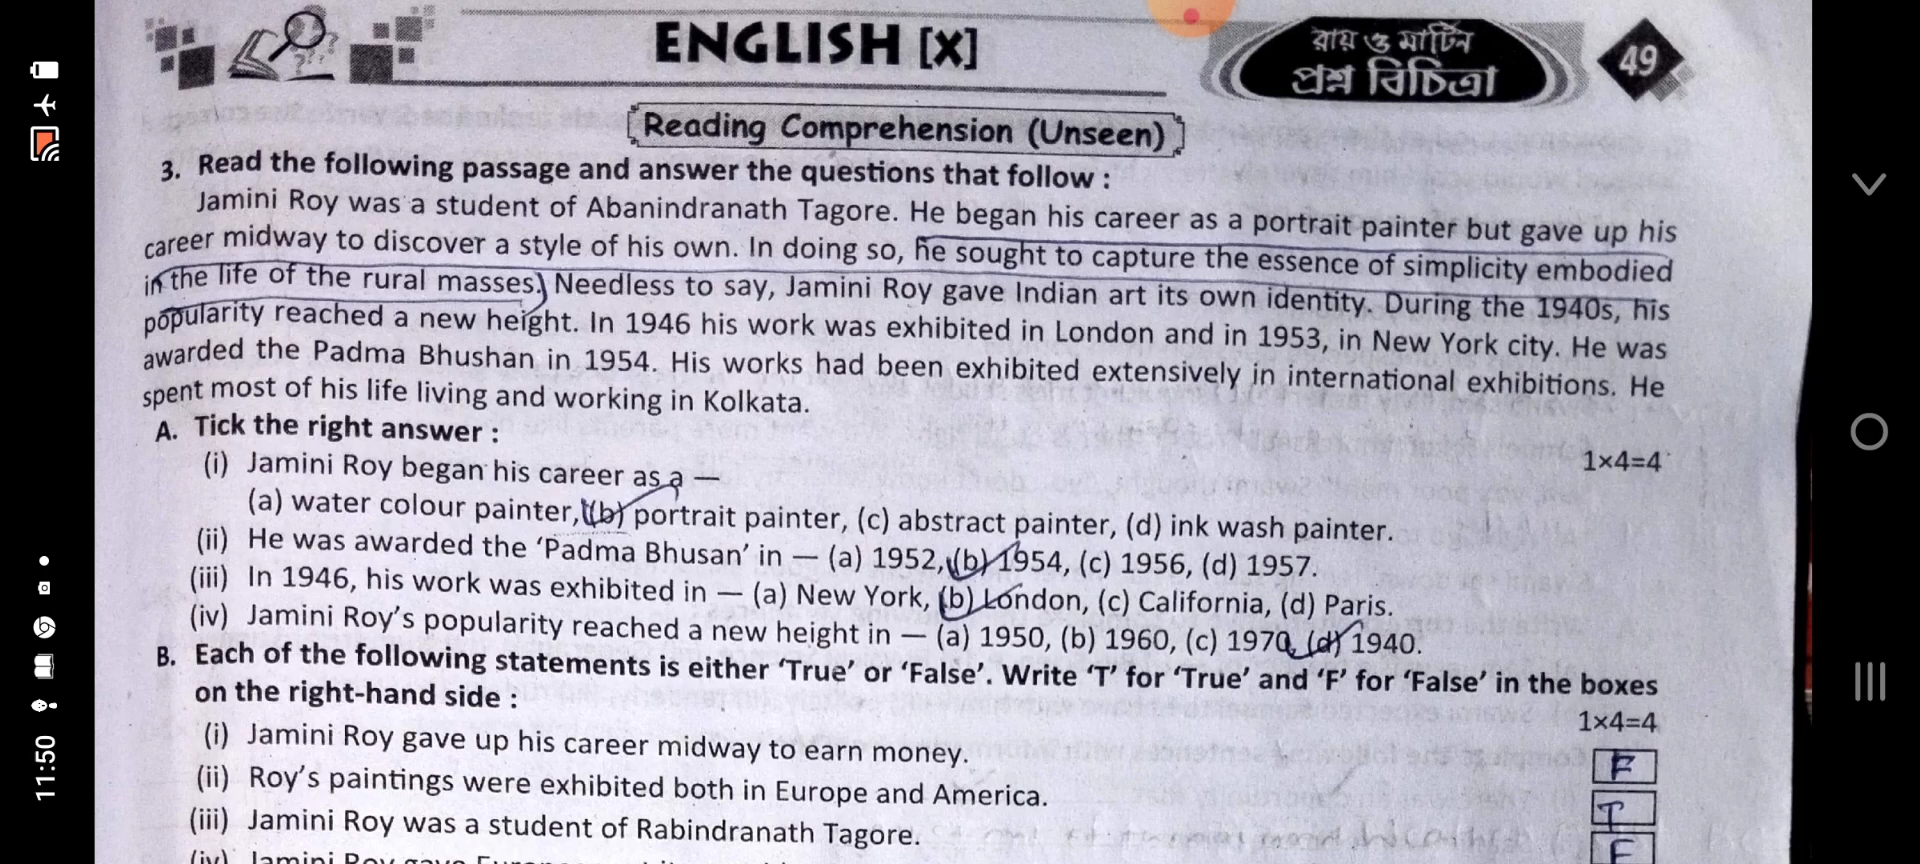 ENGLISH [X]
রায় ও মার্টিন
প্রশ্ন বিচিত্রা
49
Reading Comprehension (Unseen)
3. Read the following passage and answer the questions that follow :
Jamini Roy was a student of Abanindranath Tagore. He began his career as a portrait painter but gave up his
career midway to discover a style of his own. In doing so, he sought to capture the essence of simplicity embodied
in the life of the rural masses. Needless to say, Jamini Roy gave Indian art its own identity. During the 1940s, his
popularity reached a new height. In 1946 his work was exhibited in London and in 1953, in New York city. He was
awarded the Padma Bhushan in 1954. His works had been exhibited extensively in international exhibitions. He
spent most of his life living and working in Kolkata.
A. Tick the right answer :
1×4=4
(i) Jamini Roy began his career as a —
(a) water colour painter, (b) portrait painter, (c) abstract painter, (d) ink wash painter.
(ii) He was awarded the ‘Padma Bhusan’ in — (a) 1952, (b) 1954, (c) 1956, (d) 1957.
(iii) In 1946, his work was exhibited in — (a) New York, (b) London, (c) California, (d) Paris.
(iv) Jamini Roy’s popularity reached a new height in — (a) 1950, (b) 1960, (c) 1970, (d) 1940.
B. Each of the following statements is either ‘True’ or ‘False’. Write ‘T’ for ‘True’ and ‘F’ for ‘False’ in the boxes
on the right-hand side :
1×4=4
(i) Jamini Roy gave up his career midway to earn money. F
(ii) Roy’s paintings were exhibited both in Europe and America. T
(iii) Jamini Roy was a student of Rabindranath Tagore. F
(iv) Jamini Roy gave
11:50